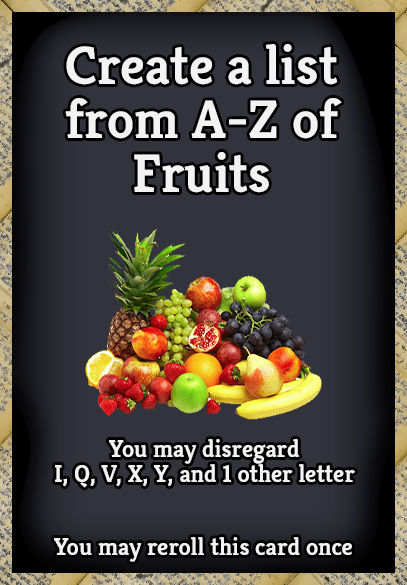 Create a list
from A-Z of
Fruits
You may disregard
I, Q, V, X, Y, and 1 other letter
You may reroll this card once